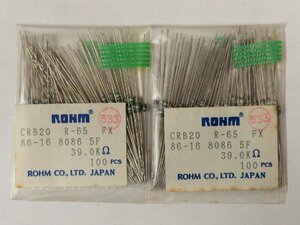 ROHM
533
CRB20 R-65 FX
86-16 8086 5F
39.0KΩ
100 PCS
ROHM CO., LTD. JAPAN
ROHM
533
CRB20 R-65 FX
86-16 8086 5F
39.0KΩ
100 PCS
ROHM CO., LTD. JAPAN